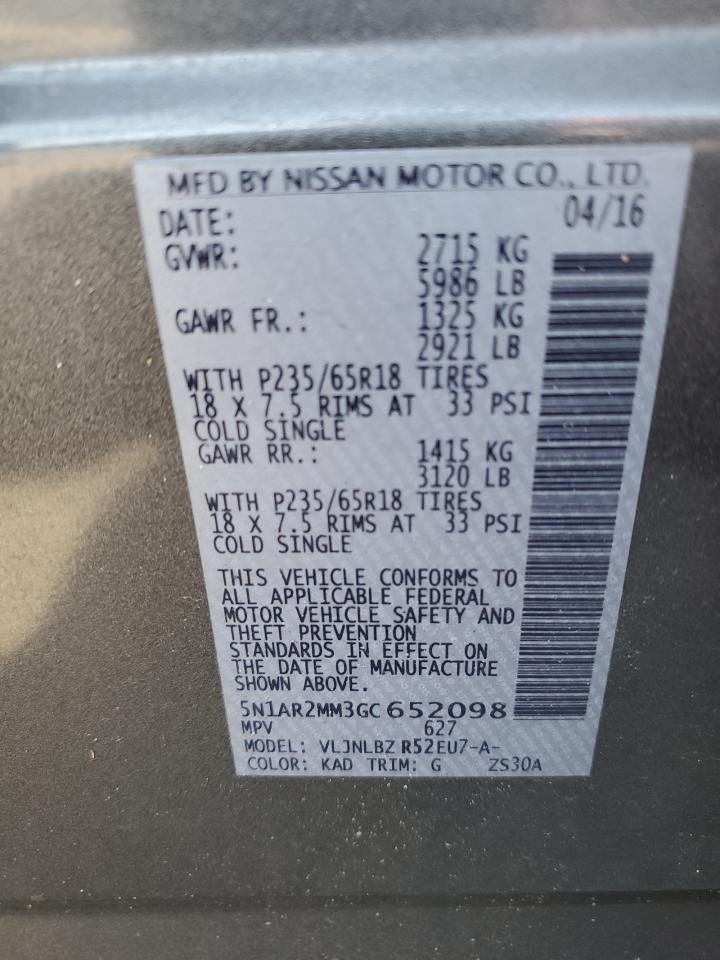 MFD BY NISSAN MOTOR CO., LTD.
DATE: 04/16
GVWR: 2715 KG
5986 LB
GAWR FR.: 1325 KG
2921 LB
WITH P235/65R18 TIRES
18 X 7.5 RIMS AT 33 PSI
COLD SINGLE
GAWR RR.: 1415 KG
3120 LB
WITH P235/65R18 TIRES
18 X 7.5 RIMS AT 33 PSI
COLD SINGLE
THIS VEHICLE CONFORMS TO
ALL APPLICABLE FEDERAL
MOTOR VEHICLE SAFETY AND
THEFT PREVENTION
STANDARDS IN EFFECT ON
THE DATE OF MANUFACTURE
SHOWN ABOVE.
5N1AR2MM3GC652098
MPV 627
MODEL: VLJNLBZ R52EU7-A-
COLOR: KAD TRIM: G ZS30A